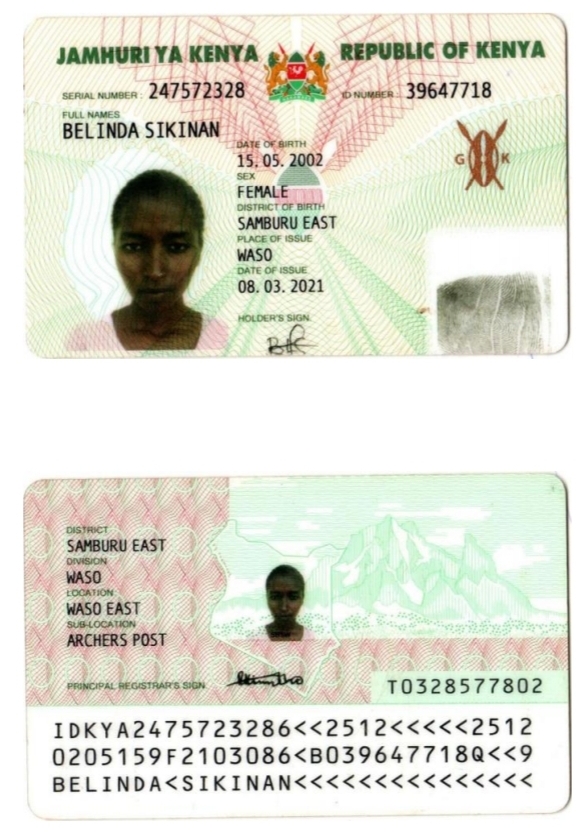 JAMHURI YA KENYA REPUBLIC OF KENYA
SERIAL NUMBER: 247572328 ID NUMBER: 39647718
FULL NAMES
BELINDA SIKINAN
DATE OF BIRTH
15. 05. 2002
SEX
FEMALE
G K
DISTRICT OF BIRTH
SAMBURU EAST
PLACE OF ISSUE
WASO
DATE OF ISSUE
08. 03. 2021
HOLDER'S SIGN.
DISTRICT
SAMBURU EAST
DIVISION
WASO
LOCATION
WASO EAST
SUB-LOCATION
ARCHERS POST
PRINCIPAL REGISTRAR'S SIGN.
T0328577802
IDKYA2475723286<<2512<<<<<2512
0205159F2103086<B039647718Q<<9
BELINDA<SIKINAN<<<<<<<<<<<<<<<